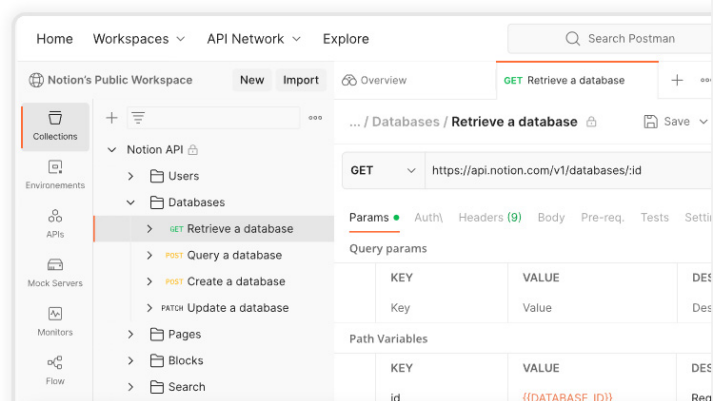 Home Workspaces API Network Explore Search Postman
Notion's Public Workspace New Import Overview GET Retrieve a database
Collections
... / Databases / Retrieve a database Save
Notion API
GET https://api.notion.com/v1/databases/:id
Users
Environements
Databases
Params Auth\ Headers (9) Body Pre-req. Tests
GET Retrieve a database
APIs
Query params
POST Query a database
KEY VALUE
Mock Servers
POST Create a database
Key Value
PATCH Update a database
Monitors
Pages
Path Variables
Blocks
KEY VALUE
Flow
Search
id {{DATABASE_ID}}